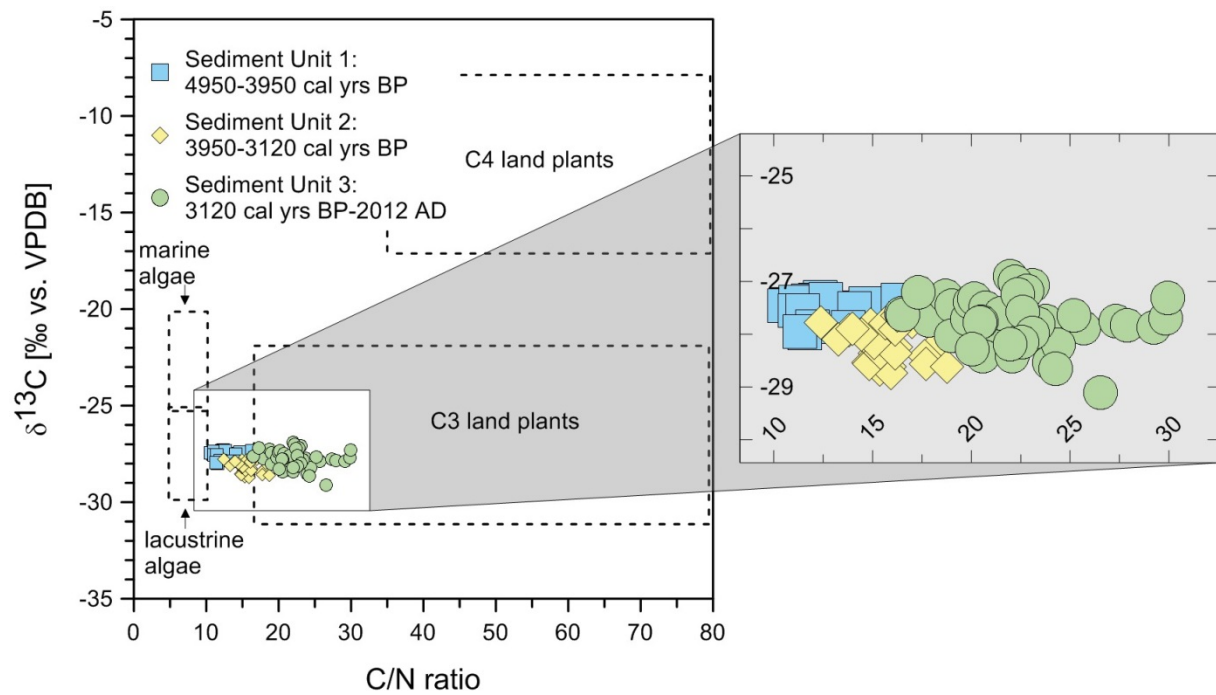 -5
-10
-15
-20
-25
-30
-35
δ13C [‰ vs. VPDB]
Sediment Unit 1:
4950-3950 cal yrs BP
Sediment Unit 2:
3950-3120 cal yrs BP
Sediment Unit 3:
3120 cal yrs BP-2012 AD
C4 land plants
marine
algae
C3 land plants
lacustrine
algae
0 10 20 30 40 50 60 70 80
C/N ratio
-25
-27
-29
10 15 20 25 30